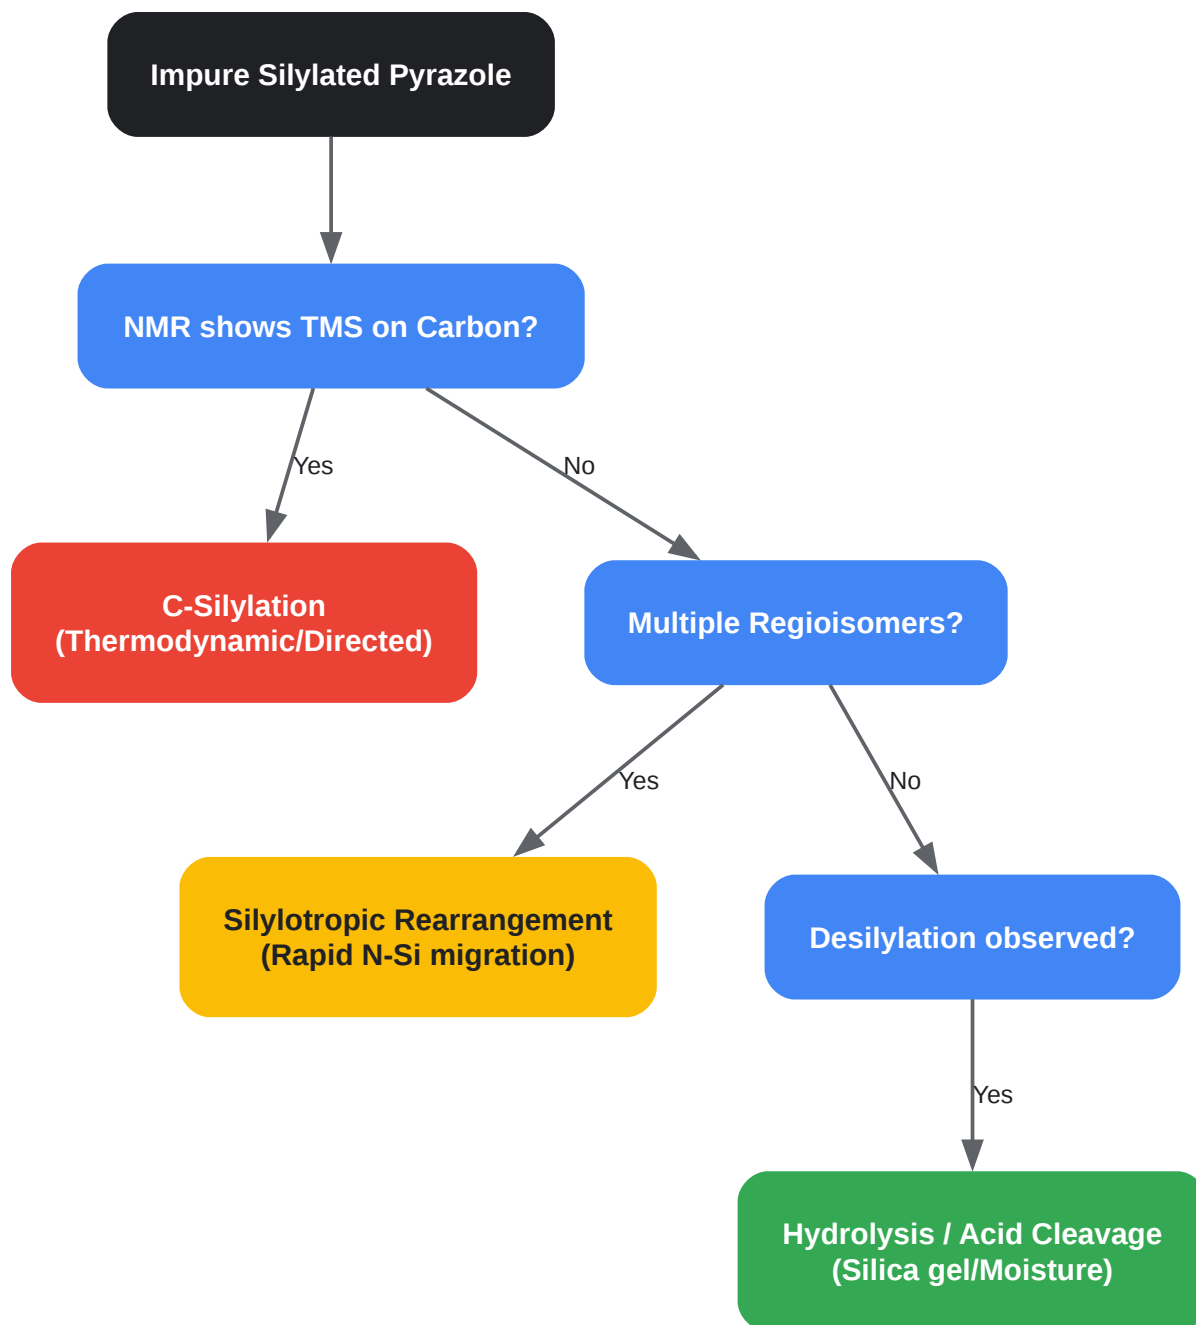 Impure Silylated Pyrazole
NMR shows TMS on Carbon?
Yes
No
C-Silylation
(Thermodynamic/Directed)
Multiple Regioisomers?
Yes
No
Silylotropic Rearrangement
(Rapid N-Si migration)
Desilylation observed?
Yes
Hydrolysis / Acid Cleavage
(Silica gel/Moisture)